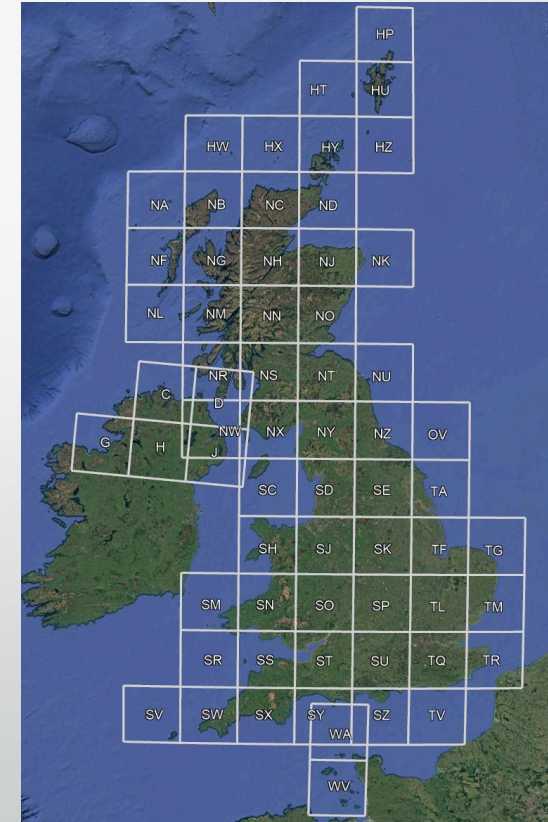 HP
HT HU
HW HX HY HZ
NA NB NC ND
NF NG NH NJ NK
NL NM NN NO
NR NS NT NU
C D
NW NX NY NZ OV
G H J
SC SD SE TA
SH SJ SK TF TG
SM SN SO SP TL TM
SR SS ST SU TQ TR
SV SW SX SY SZ TV
WA
WV